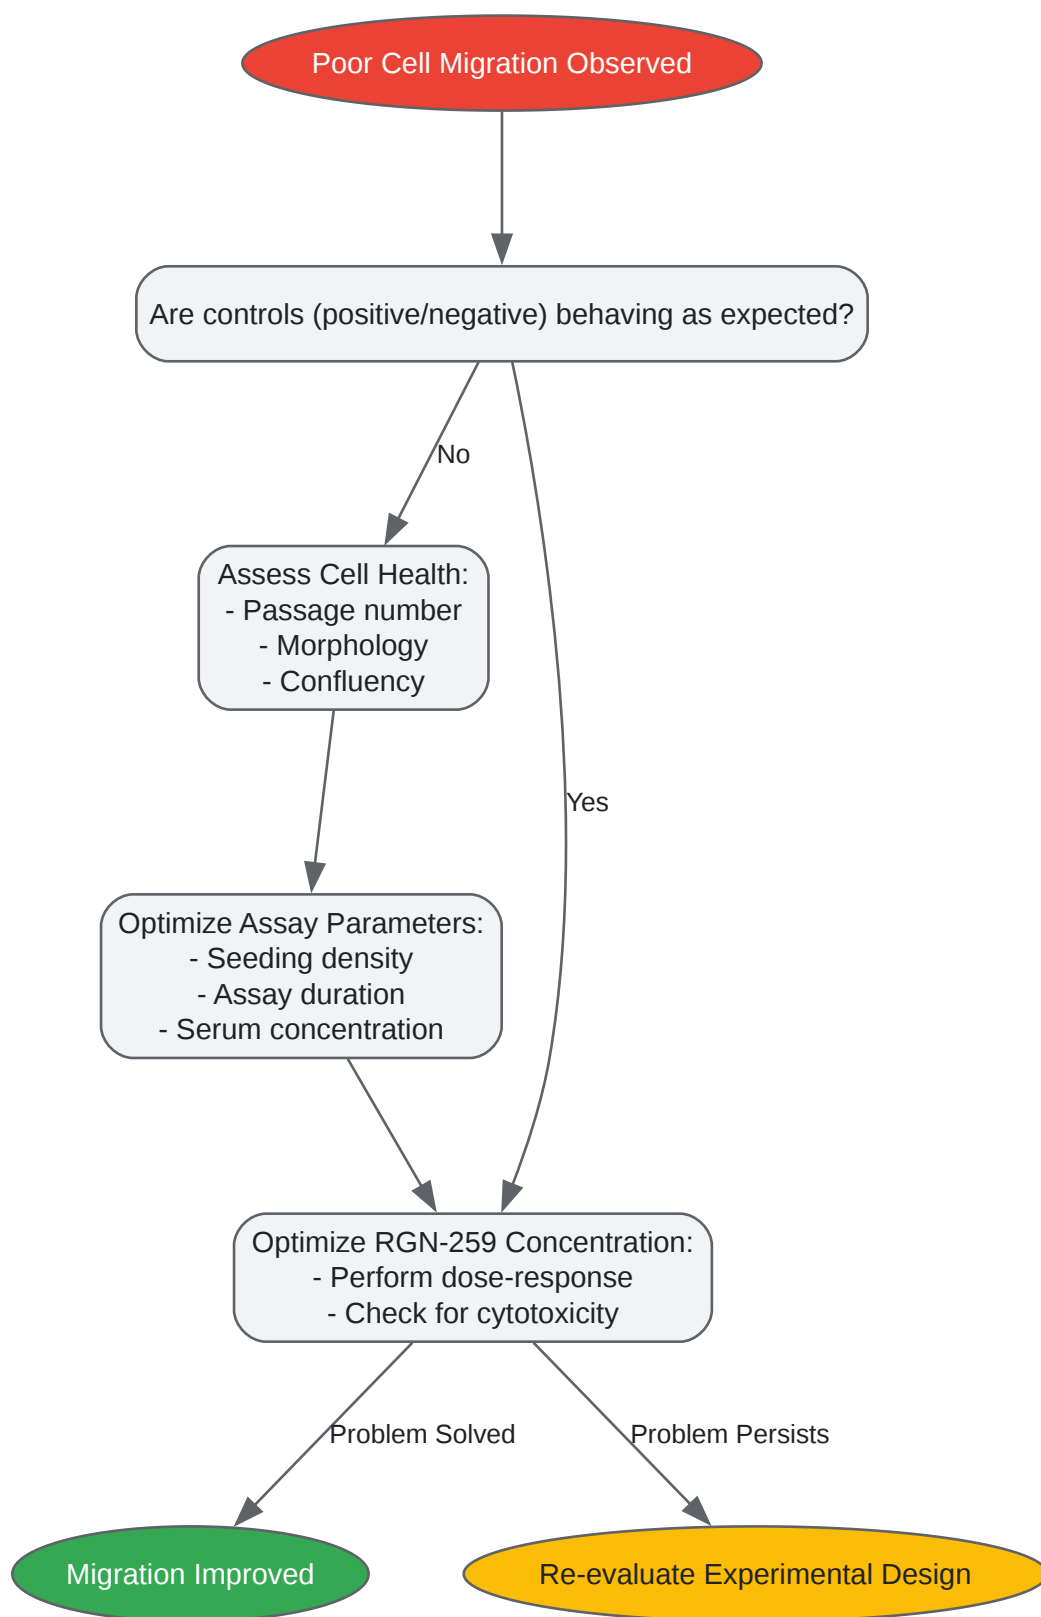 Poor Cell Migration Observed
Are controls (positive/negative) behaving as expected?
No
Assess Cell Health:
- Passage number
- Morphology
- Confluency
Yes
Optimize Assay Parameters:
- Seeding density
- Assay duration
- Serum concentration
Optimize RGN-259 Concentration:
- Perform dose-response
- Check for cytotoxicity
Problem Solved
Problem Persists
Migration Improved
Re-evaluate Experimental Design